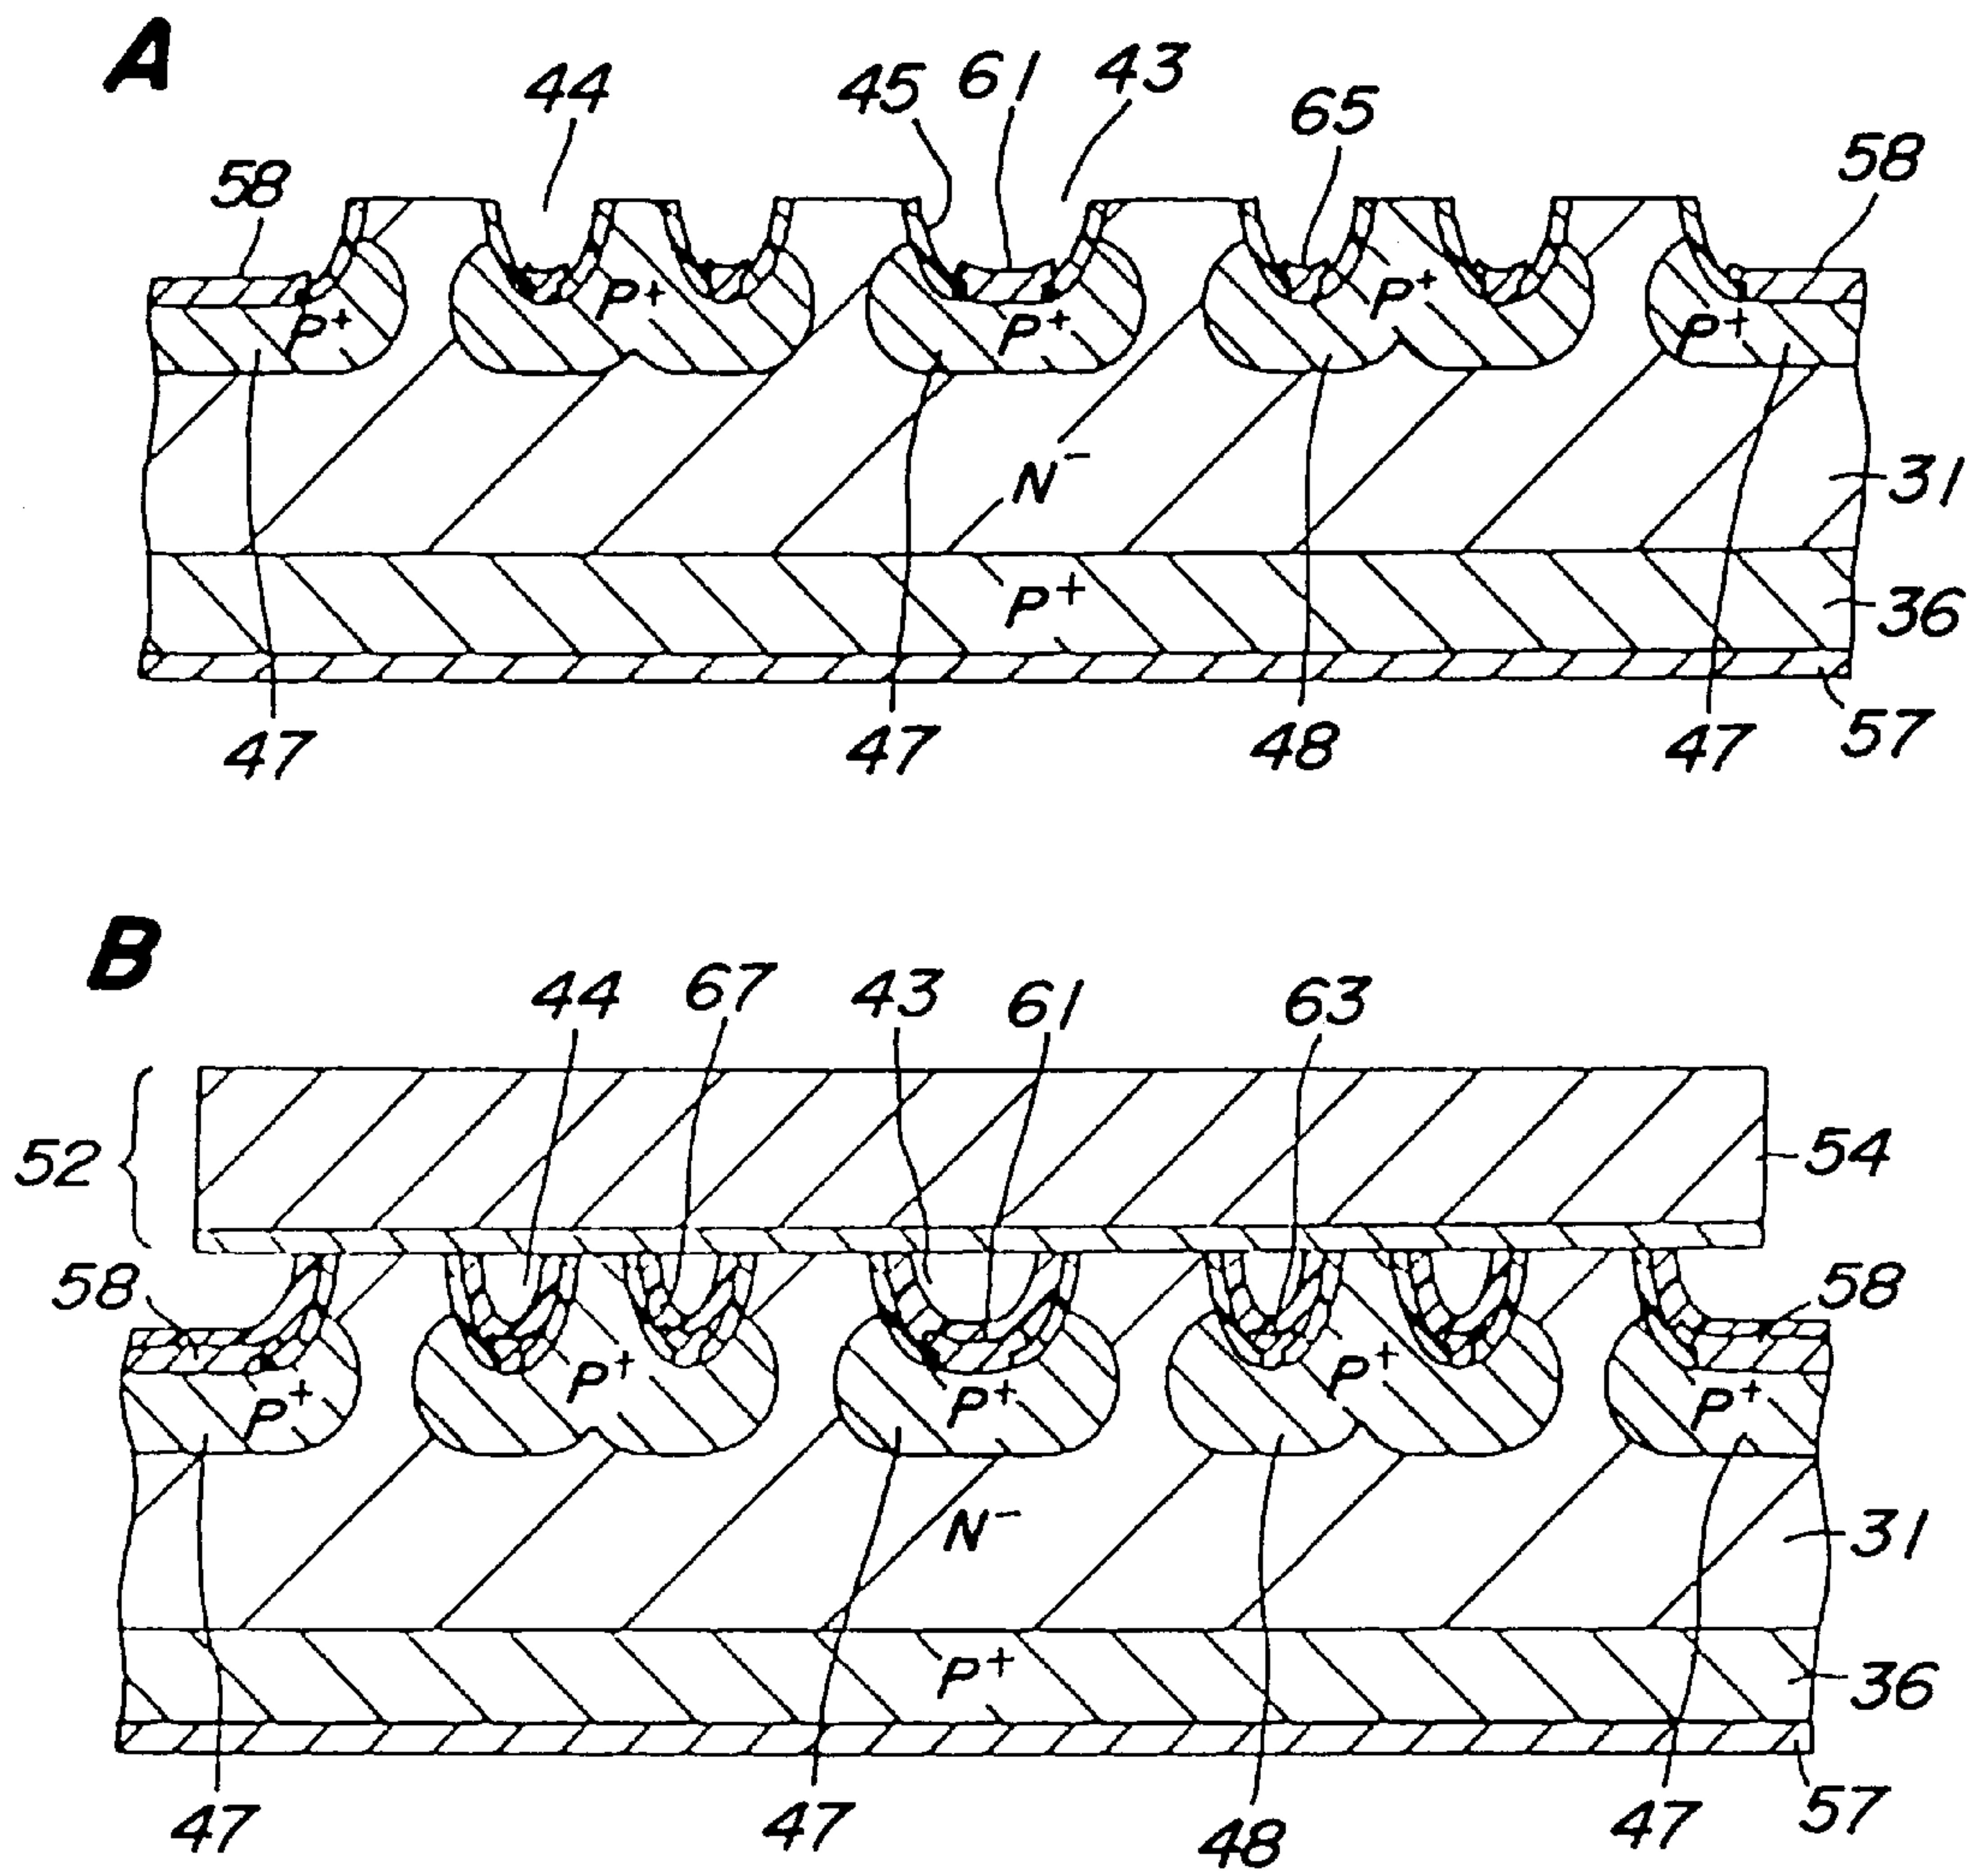 A
44 45 61 43 65
58 58
P+ P+ P+ P+ P+
N− 31
P+ 36
47 47 48 47 57
B
44 67 43 61 63
52 54
58 58
P+ P+ P+ P+ P+
N− 31
P+ 36
47 47 48 47 57